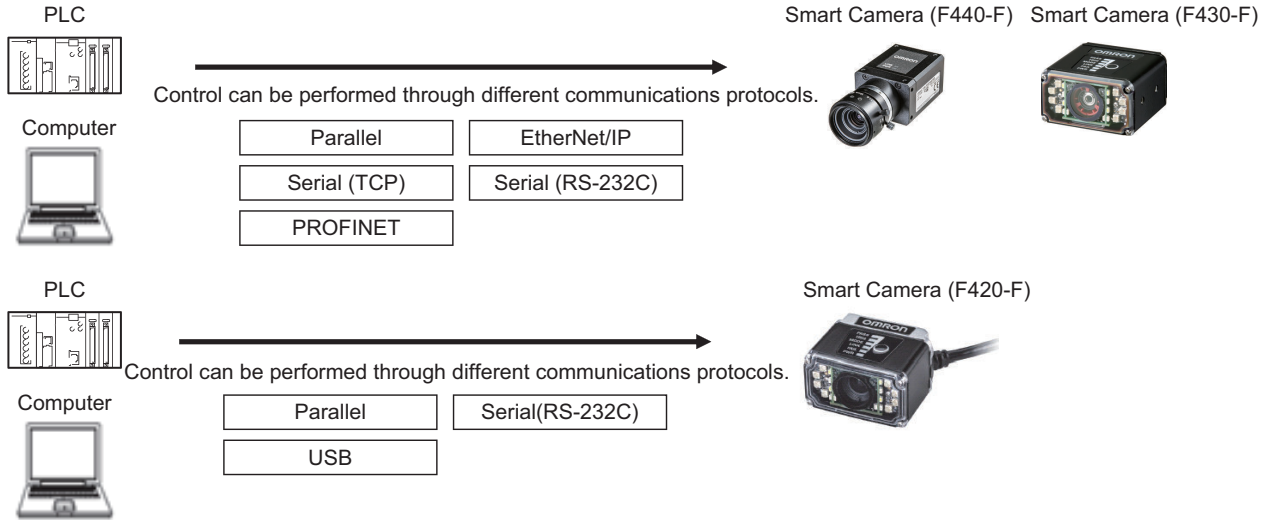 PLC
Smart Camera (F440-F)
Smart Camera (F430-F)
OMRON
Control can be performed through different communications protocols.
Computer
Parallel
EtherNet/IP
Serial (TCP)
Serial (RS-232C)
PROFINET
PLC
Smart Camera (F420-F)
OMRON
Control can be performed through different communications protocols.
Computer
Parallel
Serial(RS-232C)
USB